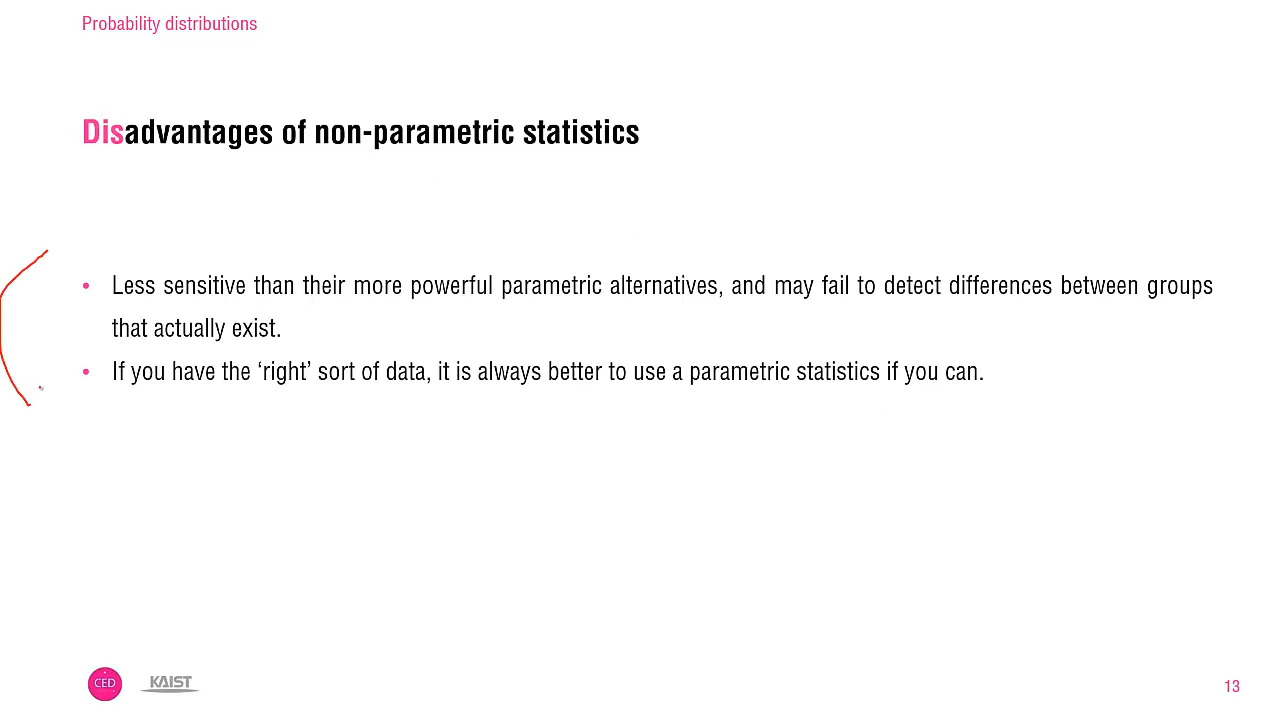 Probability distributions
Disadvantages of non-parametric statistics
• Less sensitive than their more powerful parametric alternatives, and may fail to detect differences between groups
that actually exist.
• If you have the ‘right’ sort of data, it is always better to use a parametric statistics if you can.
CED
KAIST
13